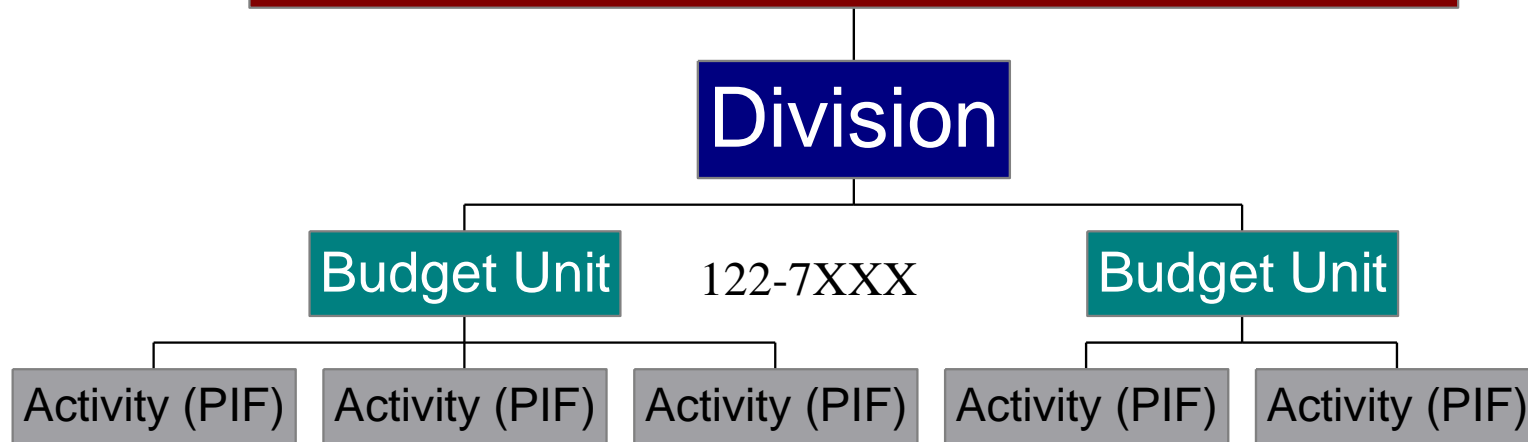 Division
Budget Unit 122-7XXX Budget Unit
Activity (PIF) Activity (PIF) Activity (PIF) Activity (PIF) Activity (PIF)